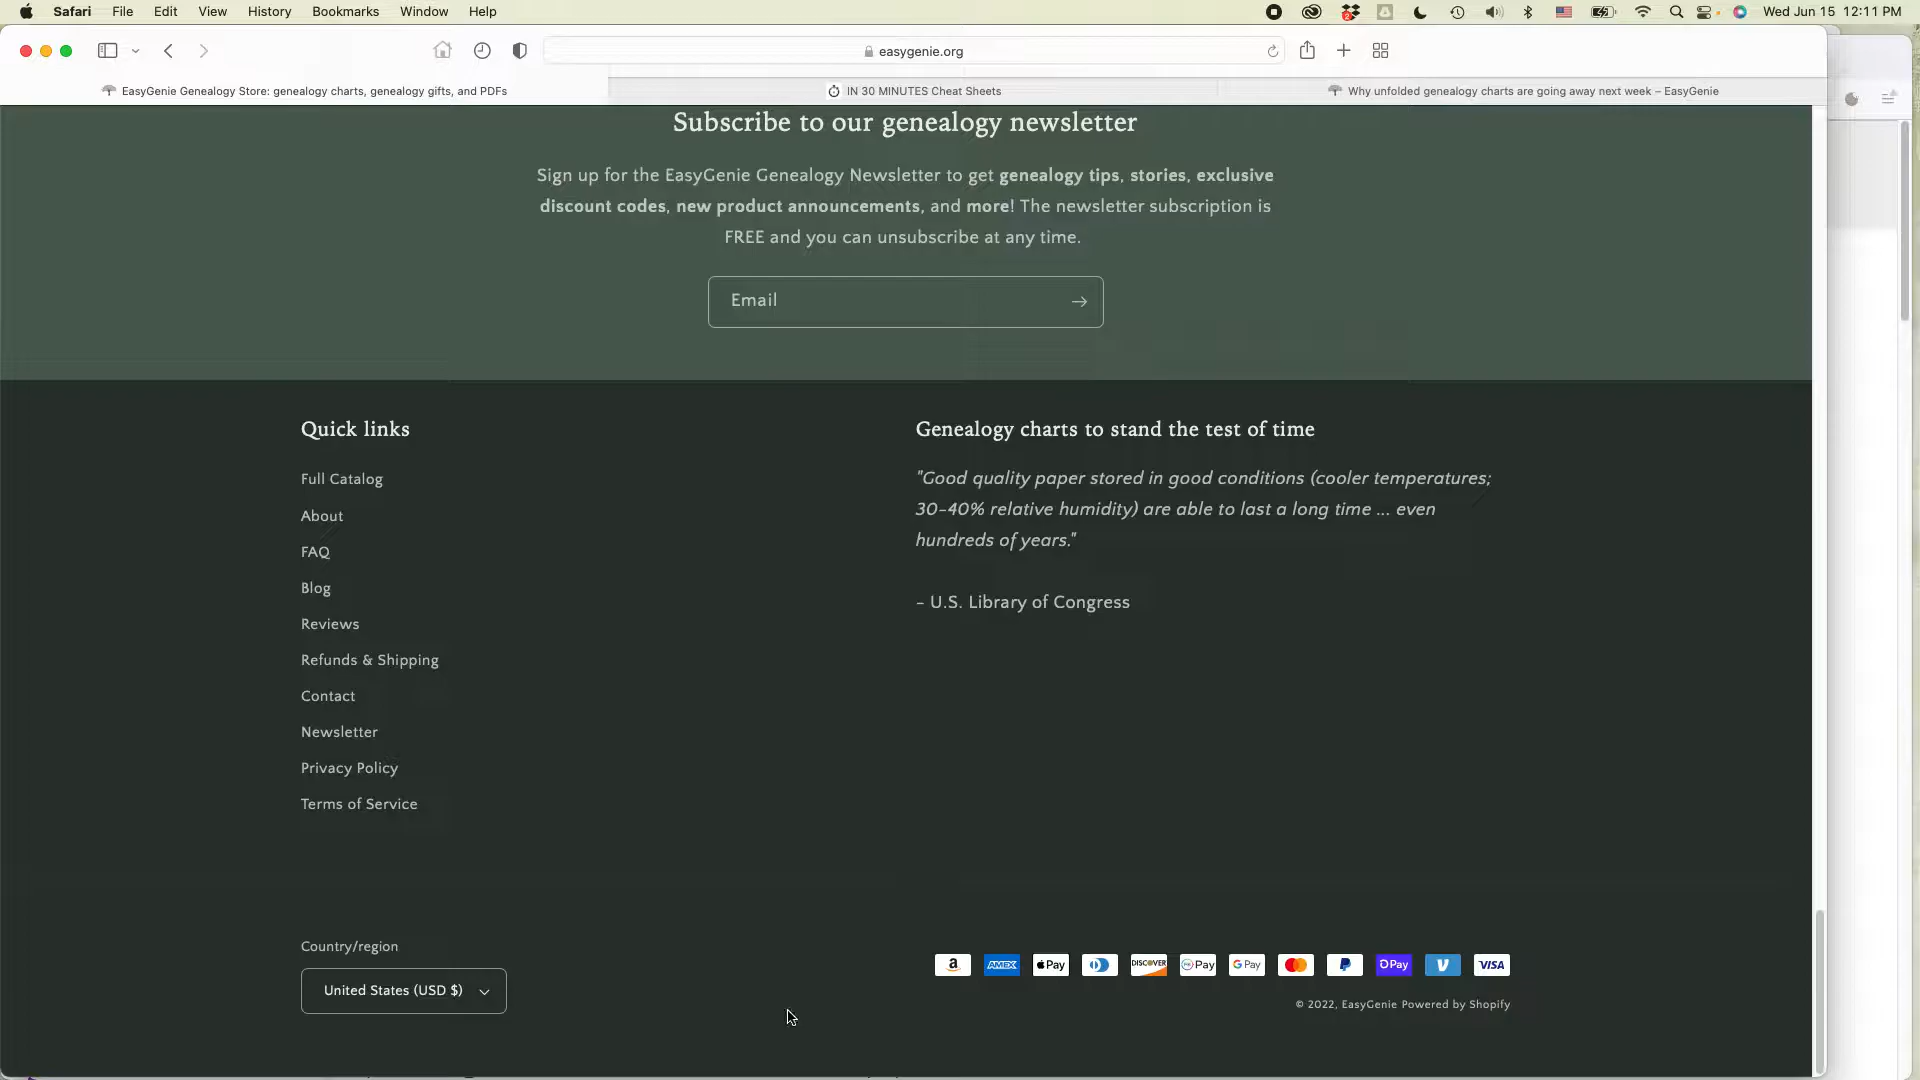 Safari File Edit View History Bookmarks Window Help Wed Jun 15 12:11 PM
easygenie.org
EasyGenie Genealogy Store: genealogy charts, genealogy gifts, and PDFs
IN 30 MINUTES Cheat Sheets
Why unfolded genealogy charts are going away next week – EasyGenie
Subscribe to our genealogy newsletter
Sign up for the EasyGenie Genealogy Newsletter to get genealogy tips, stories, exclusive
discount codes, new product announcements, and more! The newsletter subscription is
FREE and you can unsubscribe at any time.
Email
Quick links
Full Catalog
About
FAQ
Blog
Reviews
Refunds & Shipping
Contact
Newsletter
Privacy Policy
Terms of Service
Genealogy charts to stand the test of time
"Good quality paper stored in good conditions (cooler temperatures;
30-40% relative humidity) are able to last a long time ... even
hundreds of years."
- U.S. Library of Congress
Country/region
United States (USD $)
a AMEX Pay DISCOVER Pay G Pay Pay VISA
© 2022, EasyGenie Powered by Shopify